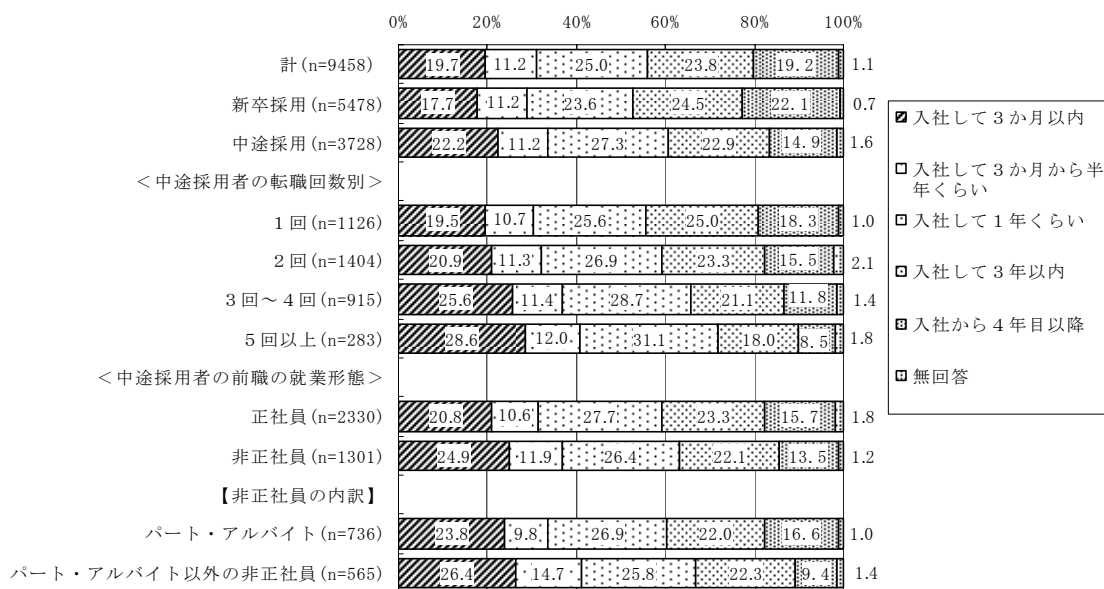 0% 20% 40% 60% 80% 100%
計(n=9458) 19.7 11.2 25.0 23.8 19.2 1.1
新卒採用(n=5478) 17.7 11.2 23.6 24.5 22.1 0.7
中途採用(n=3728) 22.2 11.2 27.3 22.9 14.9 1.6
＜中途採用者の転職回数別＞
1回(n=1126) 19.5 10.7 25.6 25.0 18.3 1.0
2回(n=1404) 20.9 11.3 26.9 23.3 15.5 2.1
3回～4回(n=915) 25.6 11.4 28.7 21.1 11.8 1.4
5回以上(n=283) 28.6 12.0 31.1 18.0 8.5 1.8
＜中途採用者の前職の就業形態＞
正社員(n=2330) 20.8 10.6 27.7 23.3 15.7 1.8
非正社員(n=1301) 24.9 11.9 26.4 22.1 13.5 1.2
【非正社員の内訳】
パート・アルバイト(n=736) 23.8 9.8 26.9 22.0 16.6 1.0
パート・アルバイト以外の非正社員(n=565) 26.4 14.7 25.8 22.3 9.4 1.4
入社して３か月以内
入社して３か月から半
年くらい
入社して１年くらい
入社して３年以内
入社から４年目以降
無回答